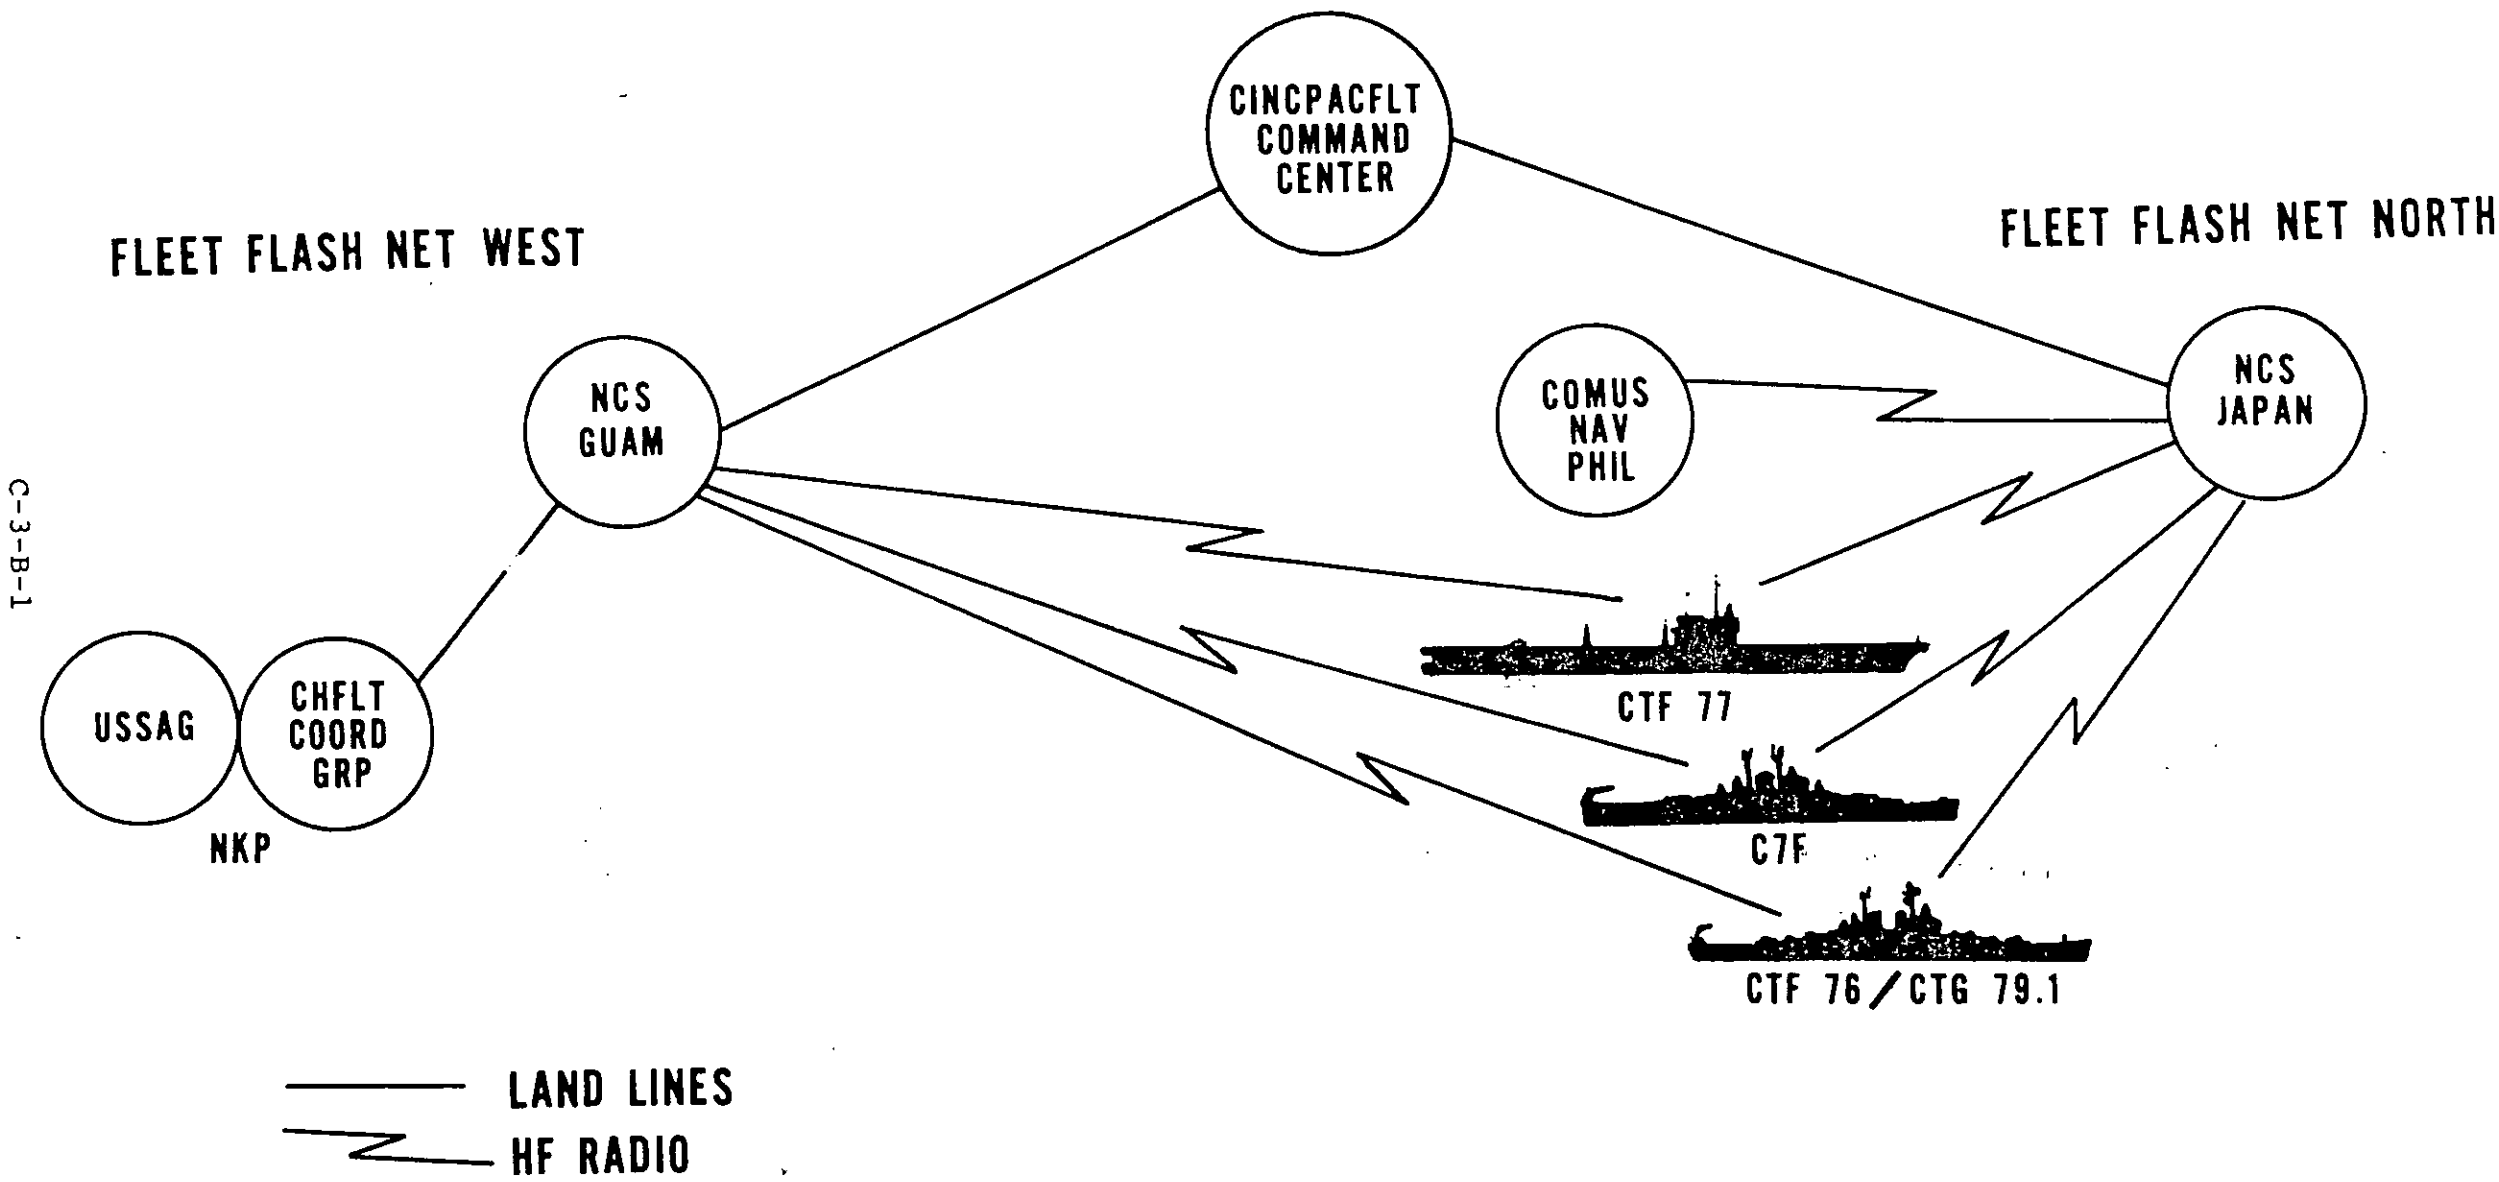 CINCPACFLT
COMMAND
CENTER
FLEET FLASH NET WEST
FLEET FLASH NET NORTH
NCS
GUAM
COMUS
NAV
PHIL
NCS
JAPAN
C-3-B-1
USSAG
CHFLT
COORD
GRP
NKP
CTF 77
C7F
CTF 76/CTG 79.1
LAND LINES
HF RADIO